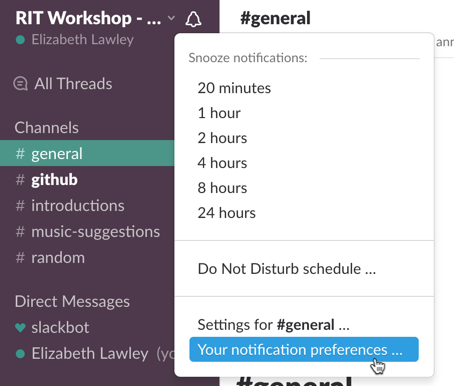 RIT Workshop - ...
Elizabeth Lawley
All Threads
Channels
# general
# github
# introductions
# music-suggestions
# random
Direct Messages
slackbot
Elizabeth Lawley
#general
Snooze notifications:
20 minutes
1 hour
2 hours
4 hours
8 hours
24 hours
Do Not Disturb schedule ...
Settings for #general ...
Your notification preferences ...
#general